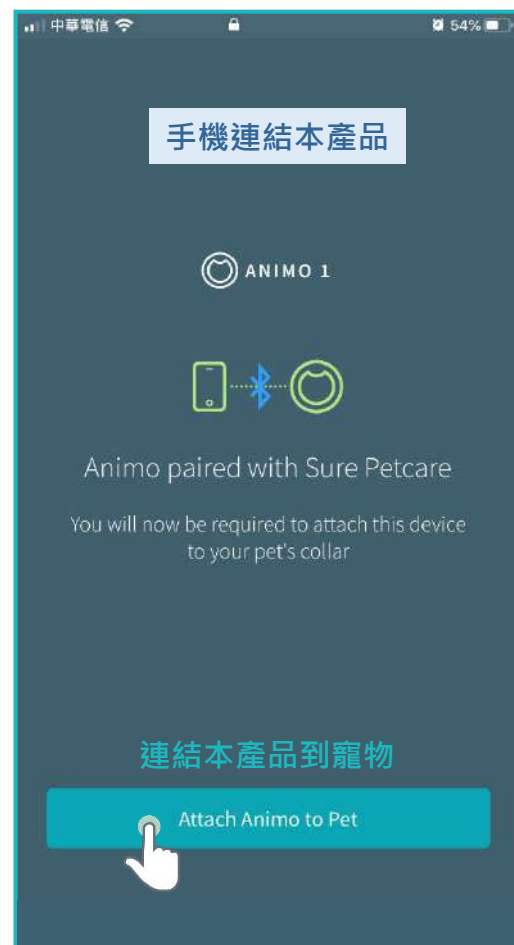 中華電信
54%
手機連結本產品
ANIMO 1
Animo paired with Sure Petcare
You will now be required to attach this device
to your pet's collar
連結本產品到寵物
Attach Animo to Pet